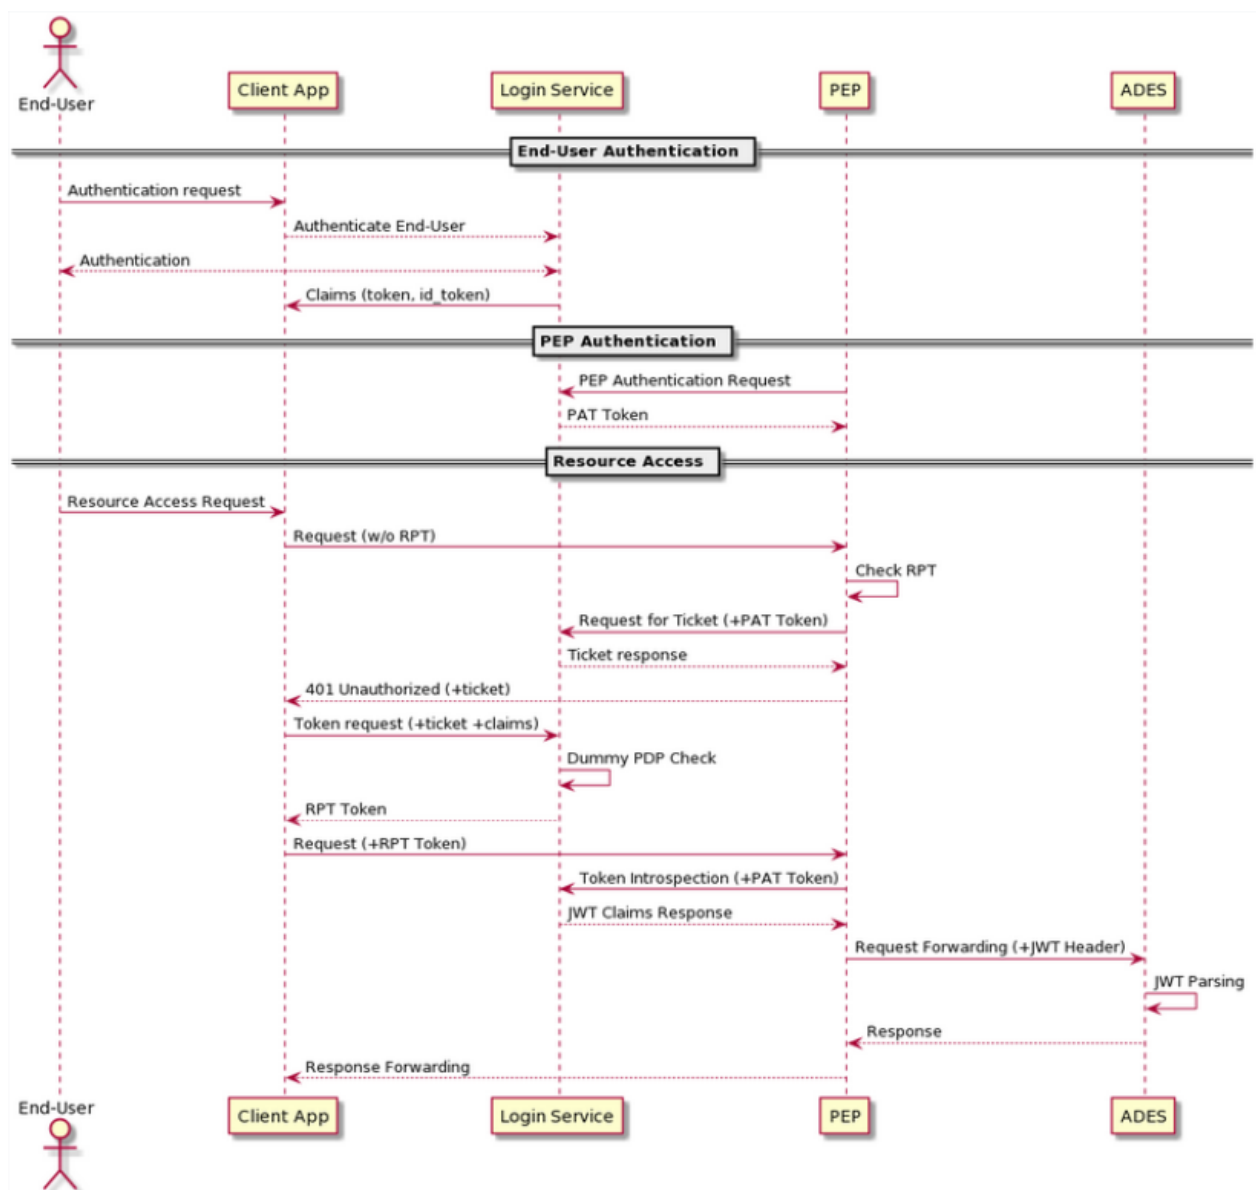 End-User
Client App
Login Service
PEP
ADES
End-User Authentication
Authentication request
Authenticate End-User
Authentication
Claims (token, id_token)
PEP Authentication
PEP Authentication Request
PAT Token
Resource Access
Resource Access Request
Request (w/o RPT)
Check RPT
Request for Ticket (+PAT Token)
Ticket response
401 Unauthorized (+ticket)
Token request (+ticket +claims)
Dummy PDP Check
RPT Token
Request (+RPT Token)
Token Introspection (+PAT Token)
JWT Claims Response
Request Forwarding (+JWT Header)
JWT Parsing
Response
Response Forwarding
End-User
Client App
Login Service
PEP
ADES